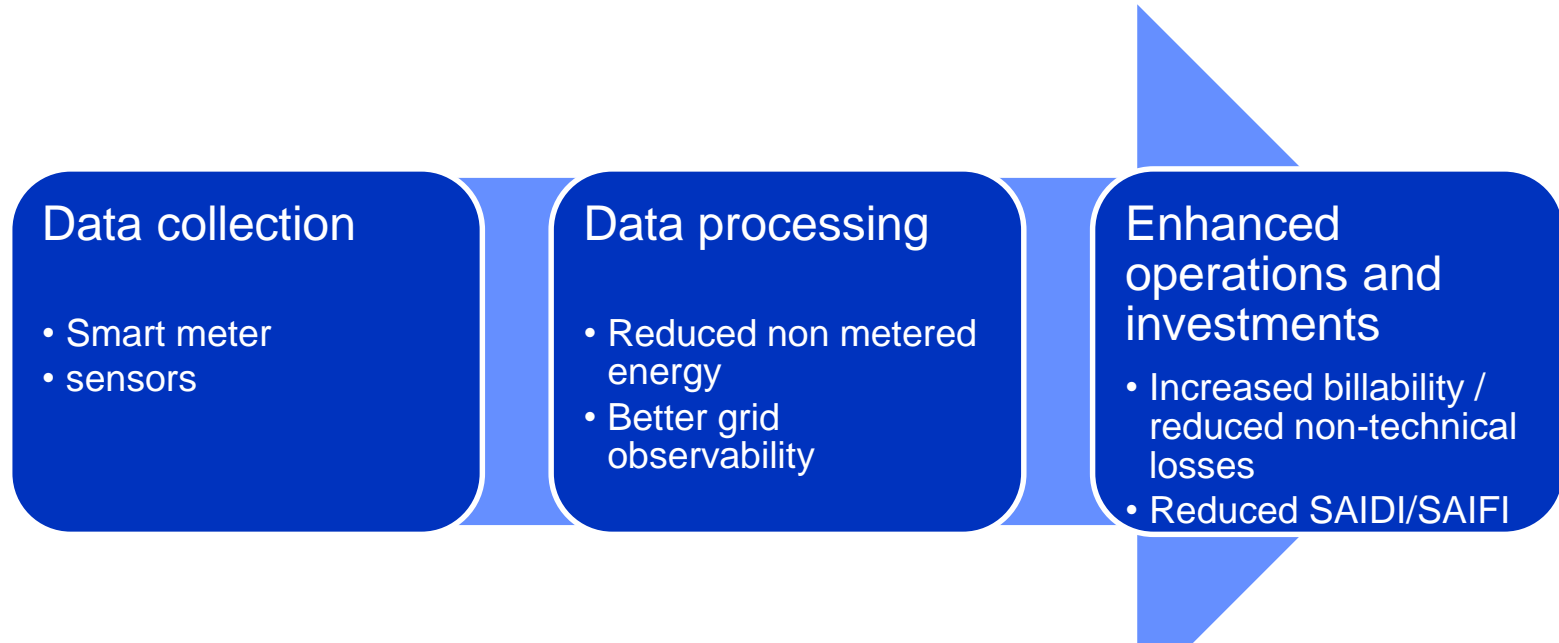 Data collection
• Smart meter
• sensors
Data processing
• Reduced non metered
energy
• Better grid
observability
Enhanced
operations and
investments
• Increased billability /
reduced non-technical
losses
• Reduced SAIDI/SAIFI